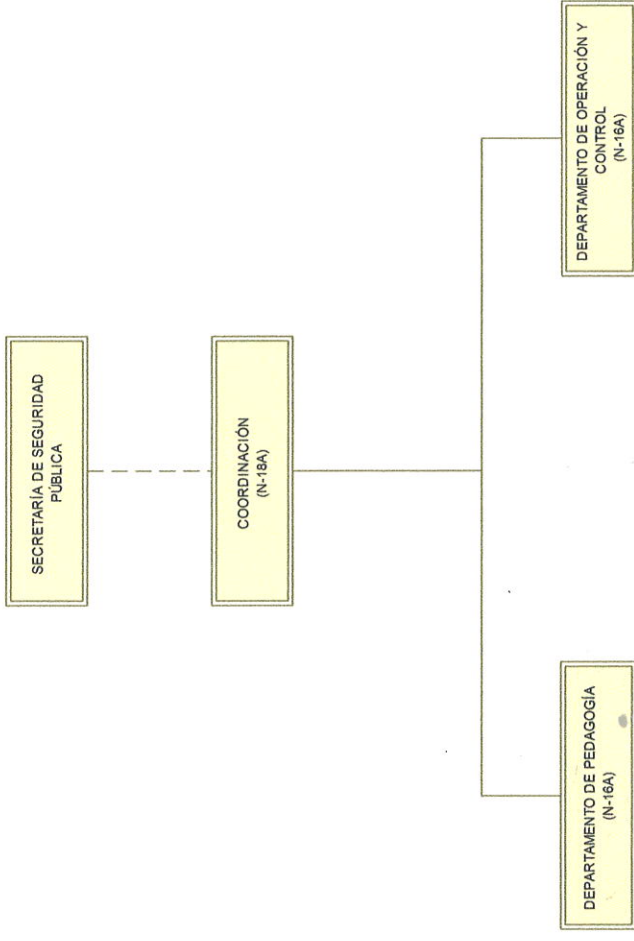 SECRETARÍA DE SEGURIDAD
PÚBLICA
COORDINACIÓN
(N-18A)
DEPARTAMENTO DE PEDAGOGÍA
(N-16A)
DEPARTAMENTO DE OPERACIÓN Y
CONTROL
(N-16A)